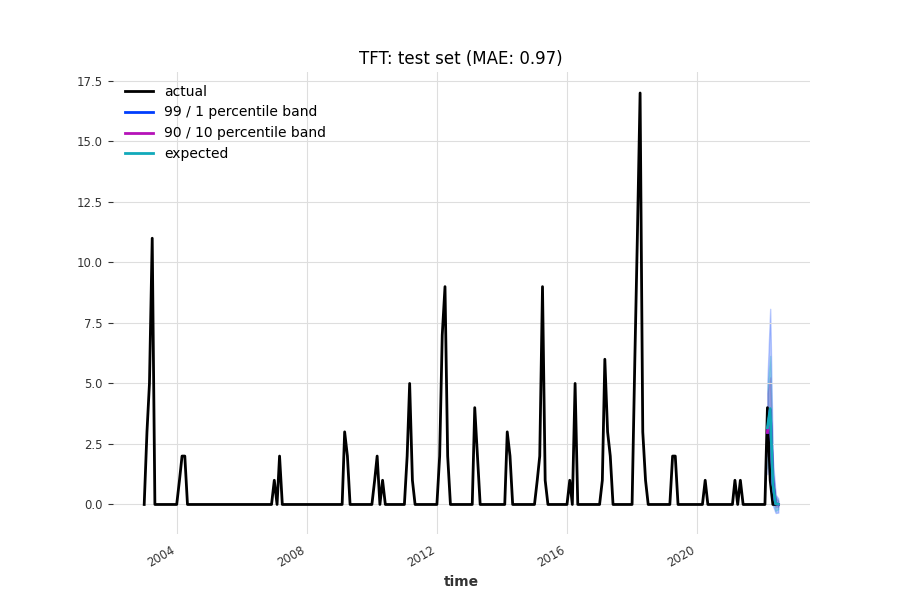 TFT: test set (MAE: 0.97)
17.5
15.0
12.5
10.0
7.5
5.0
2.5
0.0
actual
99 / 1 percentile band
90 / 10 percentile band
expected
2004
2008
2012
2016
2020
time